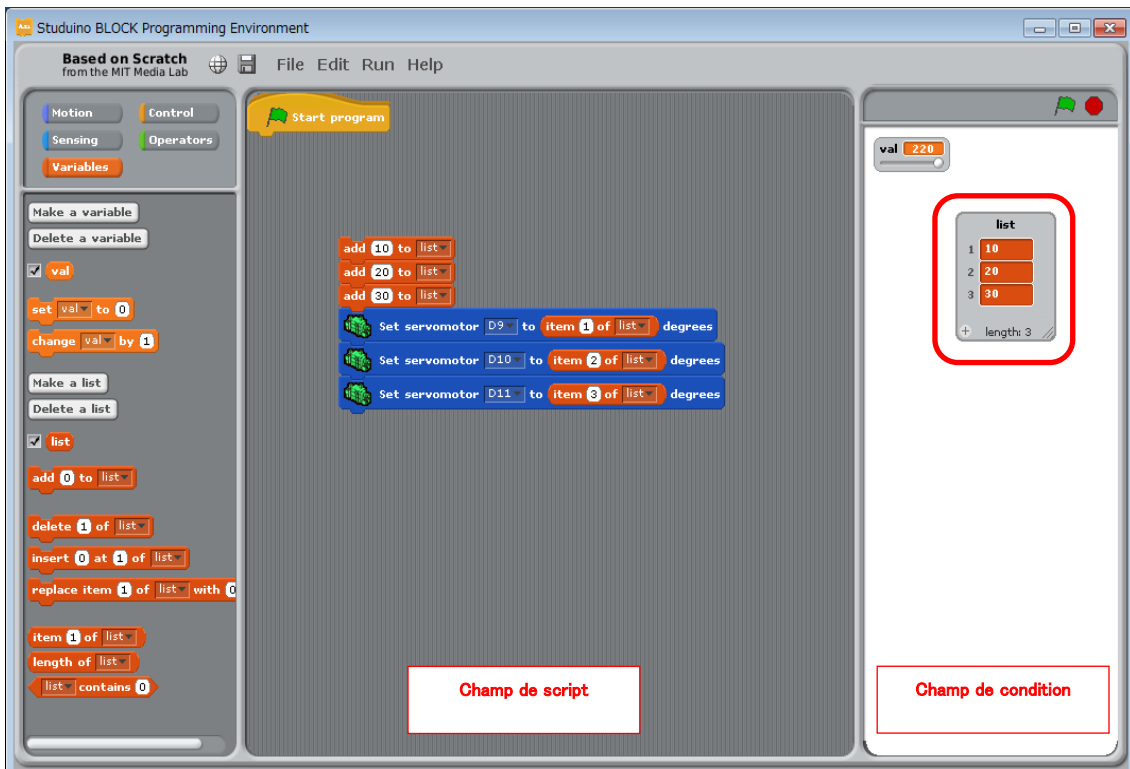 Studuino BLOCK Programming Environment
Based on Scratch
from the MIT Media Lab
File Edit Run Help
Motion Control
Sensing Operators
Variables
Make a variable
Delete a variable
val
set val to 0
change val by 1
Make a list
Delete a list
list
add 0 to list
delete 1 of list
insert 0 at 1 of list
replace item 1 of list with 0
item 1 of list
length of list
list contains 0
Start program
add 10 to list
add 20 to list
add 30 to list
Set servomotor D9 to item 1 of list degrees
Set servomotor D10 to item 2 of list degrees
Set servomotor D11 to item 3 of list degrees
Champ de script
val 220
list
1 10
2 20
3 30
+ length: 3
Champ de condition